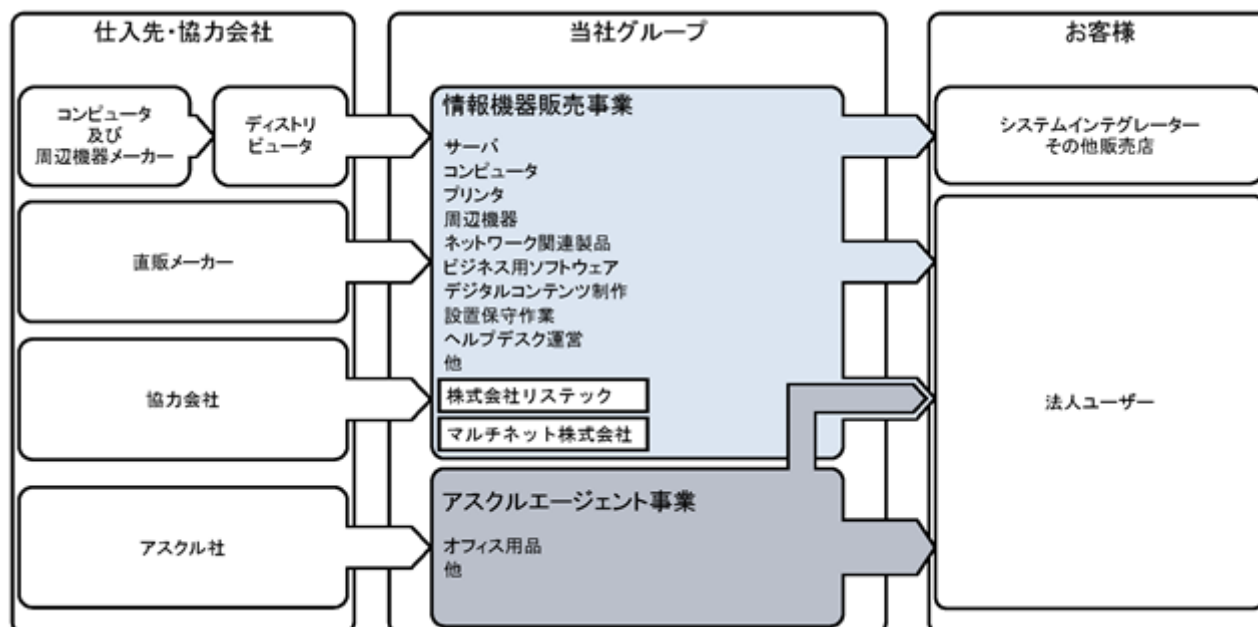 仕入先・協力会社
コンピュータ
及び
周辺機器メーカー
ディストリ
ビュータ
直販メーカー
協力会社
アスクル社
当社グループ
情報機器販売事業
サーバ
コンピュータ
プリンタ
周辺機器
ネットワーク関連製品
ビジネス用ソフトウェア
デジタルコンテンツ制作
設置保守作業
ヘルプデスク運営
他
株式会社リステック
マルチネット株式会社
アスクルエージェント事業
オフィス用品
他
お客様
システムインテグレーター
その他販売店
法人ユーザー